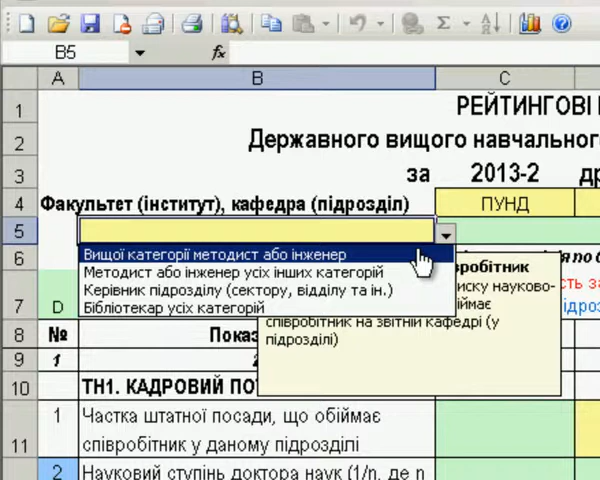 B5
fx
A B C
1 РЕЙТИНГОВІ
2 Державного вищого навчального
3 за 2013-2
4 Факультет (інститут), кафедра (підрозділ) ПУНД
5
6
Вищої категорії методист або інженер
Методист або інженер усіх інших категорій
Керівник підрозділу (сектору, відділу та ін.)
Бібліотекар усіх категорій
иску науково-
співробітник на звітній кафедрі (у
підрозділі)
7 D
8 №
9 1
10 ТН1. КАДРОВИЙ
1 Частка штатної посади, що обіймає
11 співробітник у даному підрозділі
2 Науковий ступінь доктора наук (1/n, де n